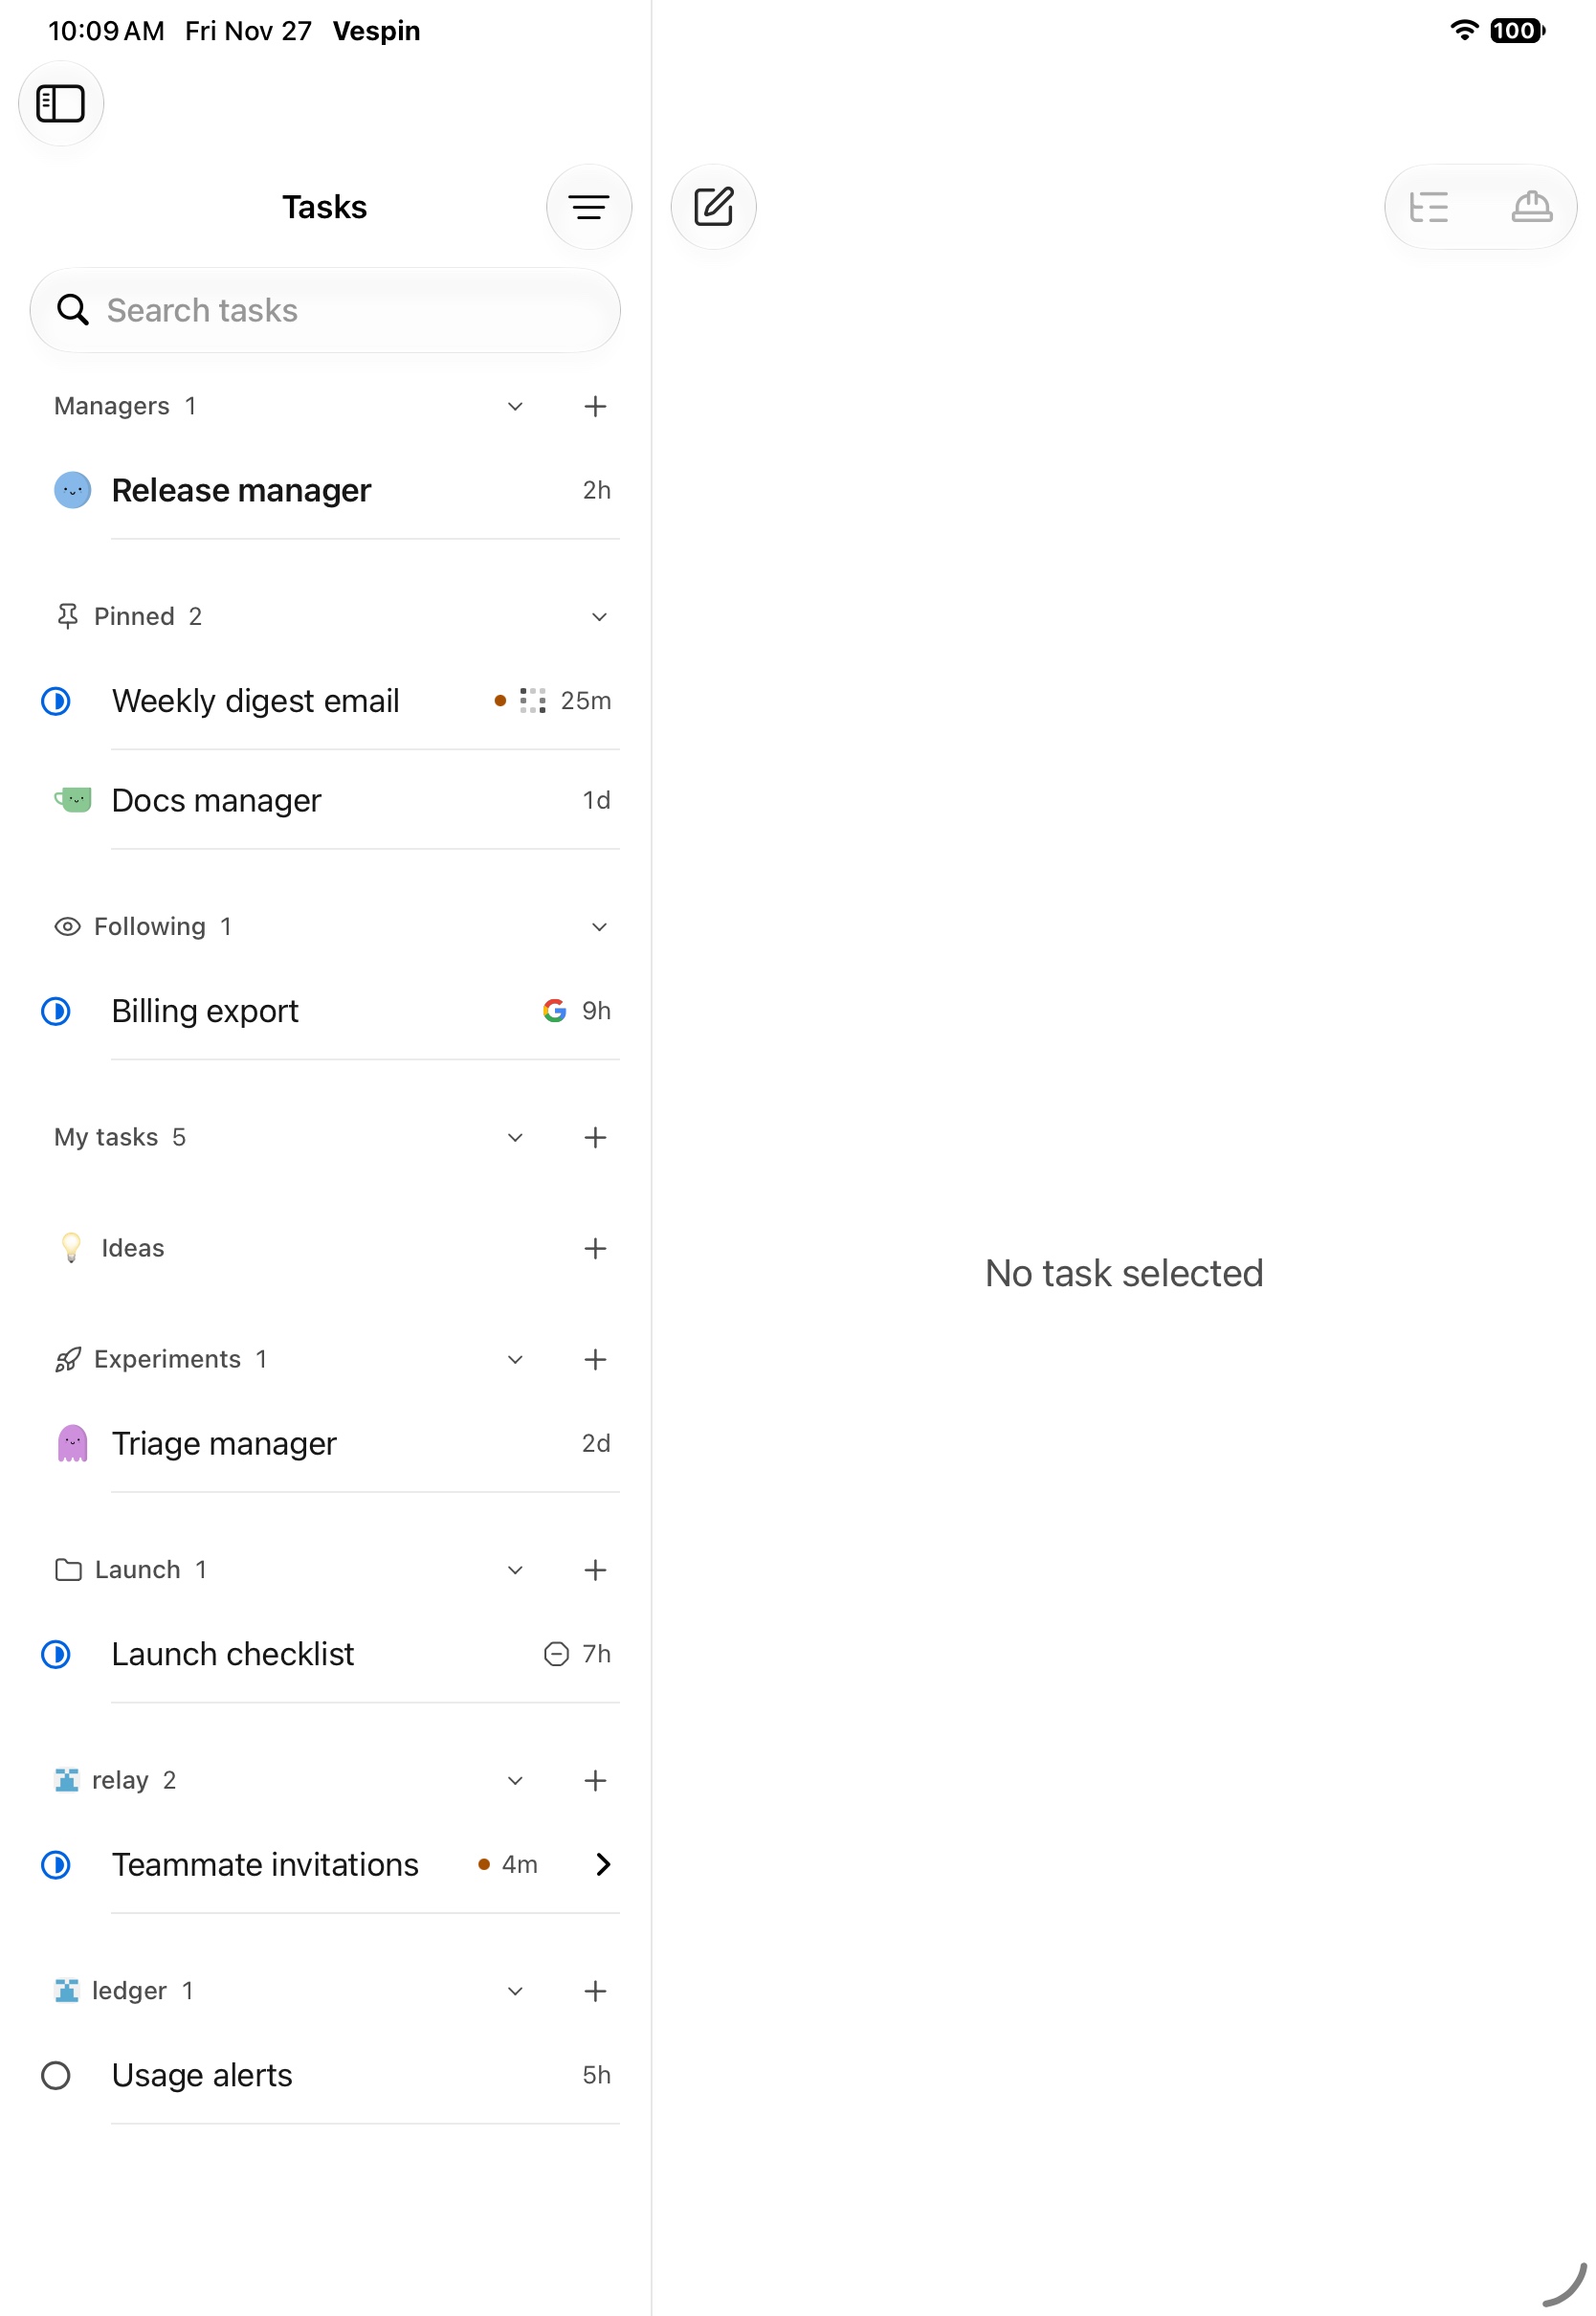 10:09 AM Fri Nov 27 Vespin
100
Tasks
Search tasks
Managers 1
Release manager 2h
Pinned 2
Weekly digest email 25m
Docs manager 1d
Following 1
Billing export 9h
My tasks 5
Ideas
No task selected
Experiments 1
Triage manager 2d
Launch 1
Launch checklist 7h
relay 2
Teammate invitations 4m
ledger 1
Usage alerts 5h